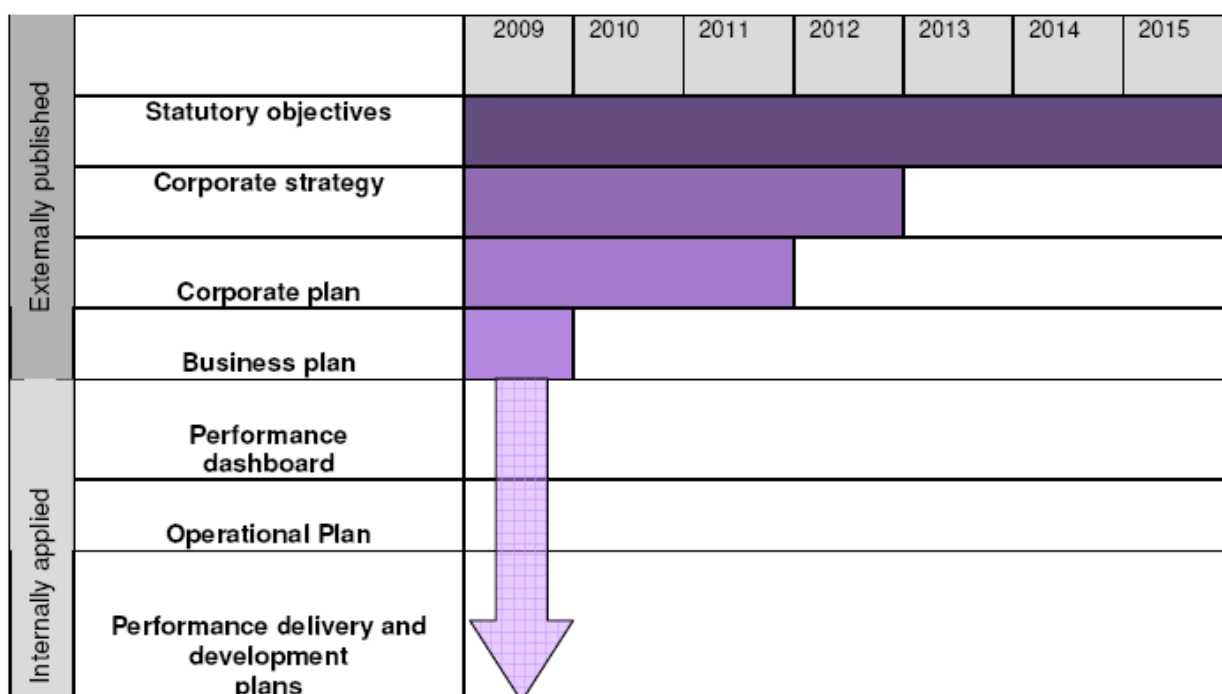 2009 2010 2011 2012 2013 2014 2015
Externally published
Statutory objectives
Corporate strategy
Corporate plan
Business plan
Internally applied
Performance
dashboard
Operational Plan
Performance delivery and
development
plans